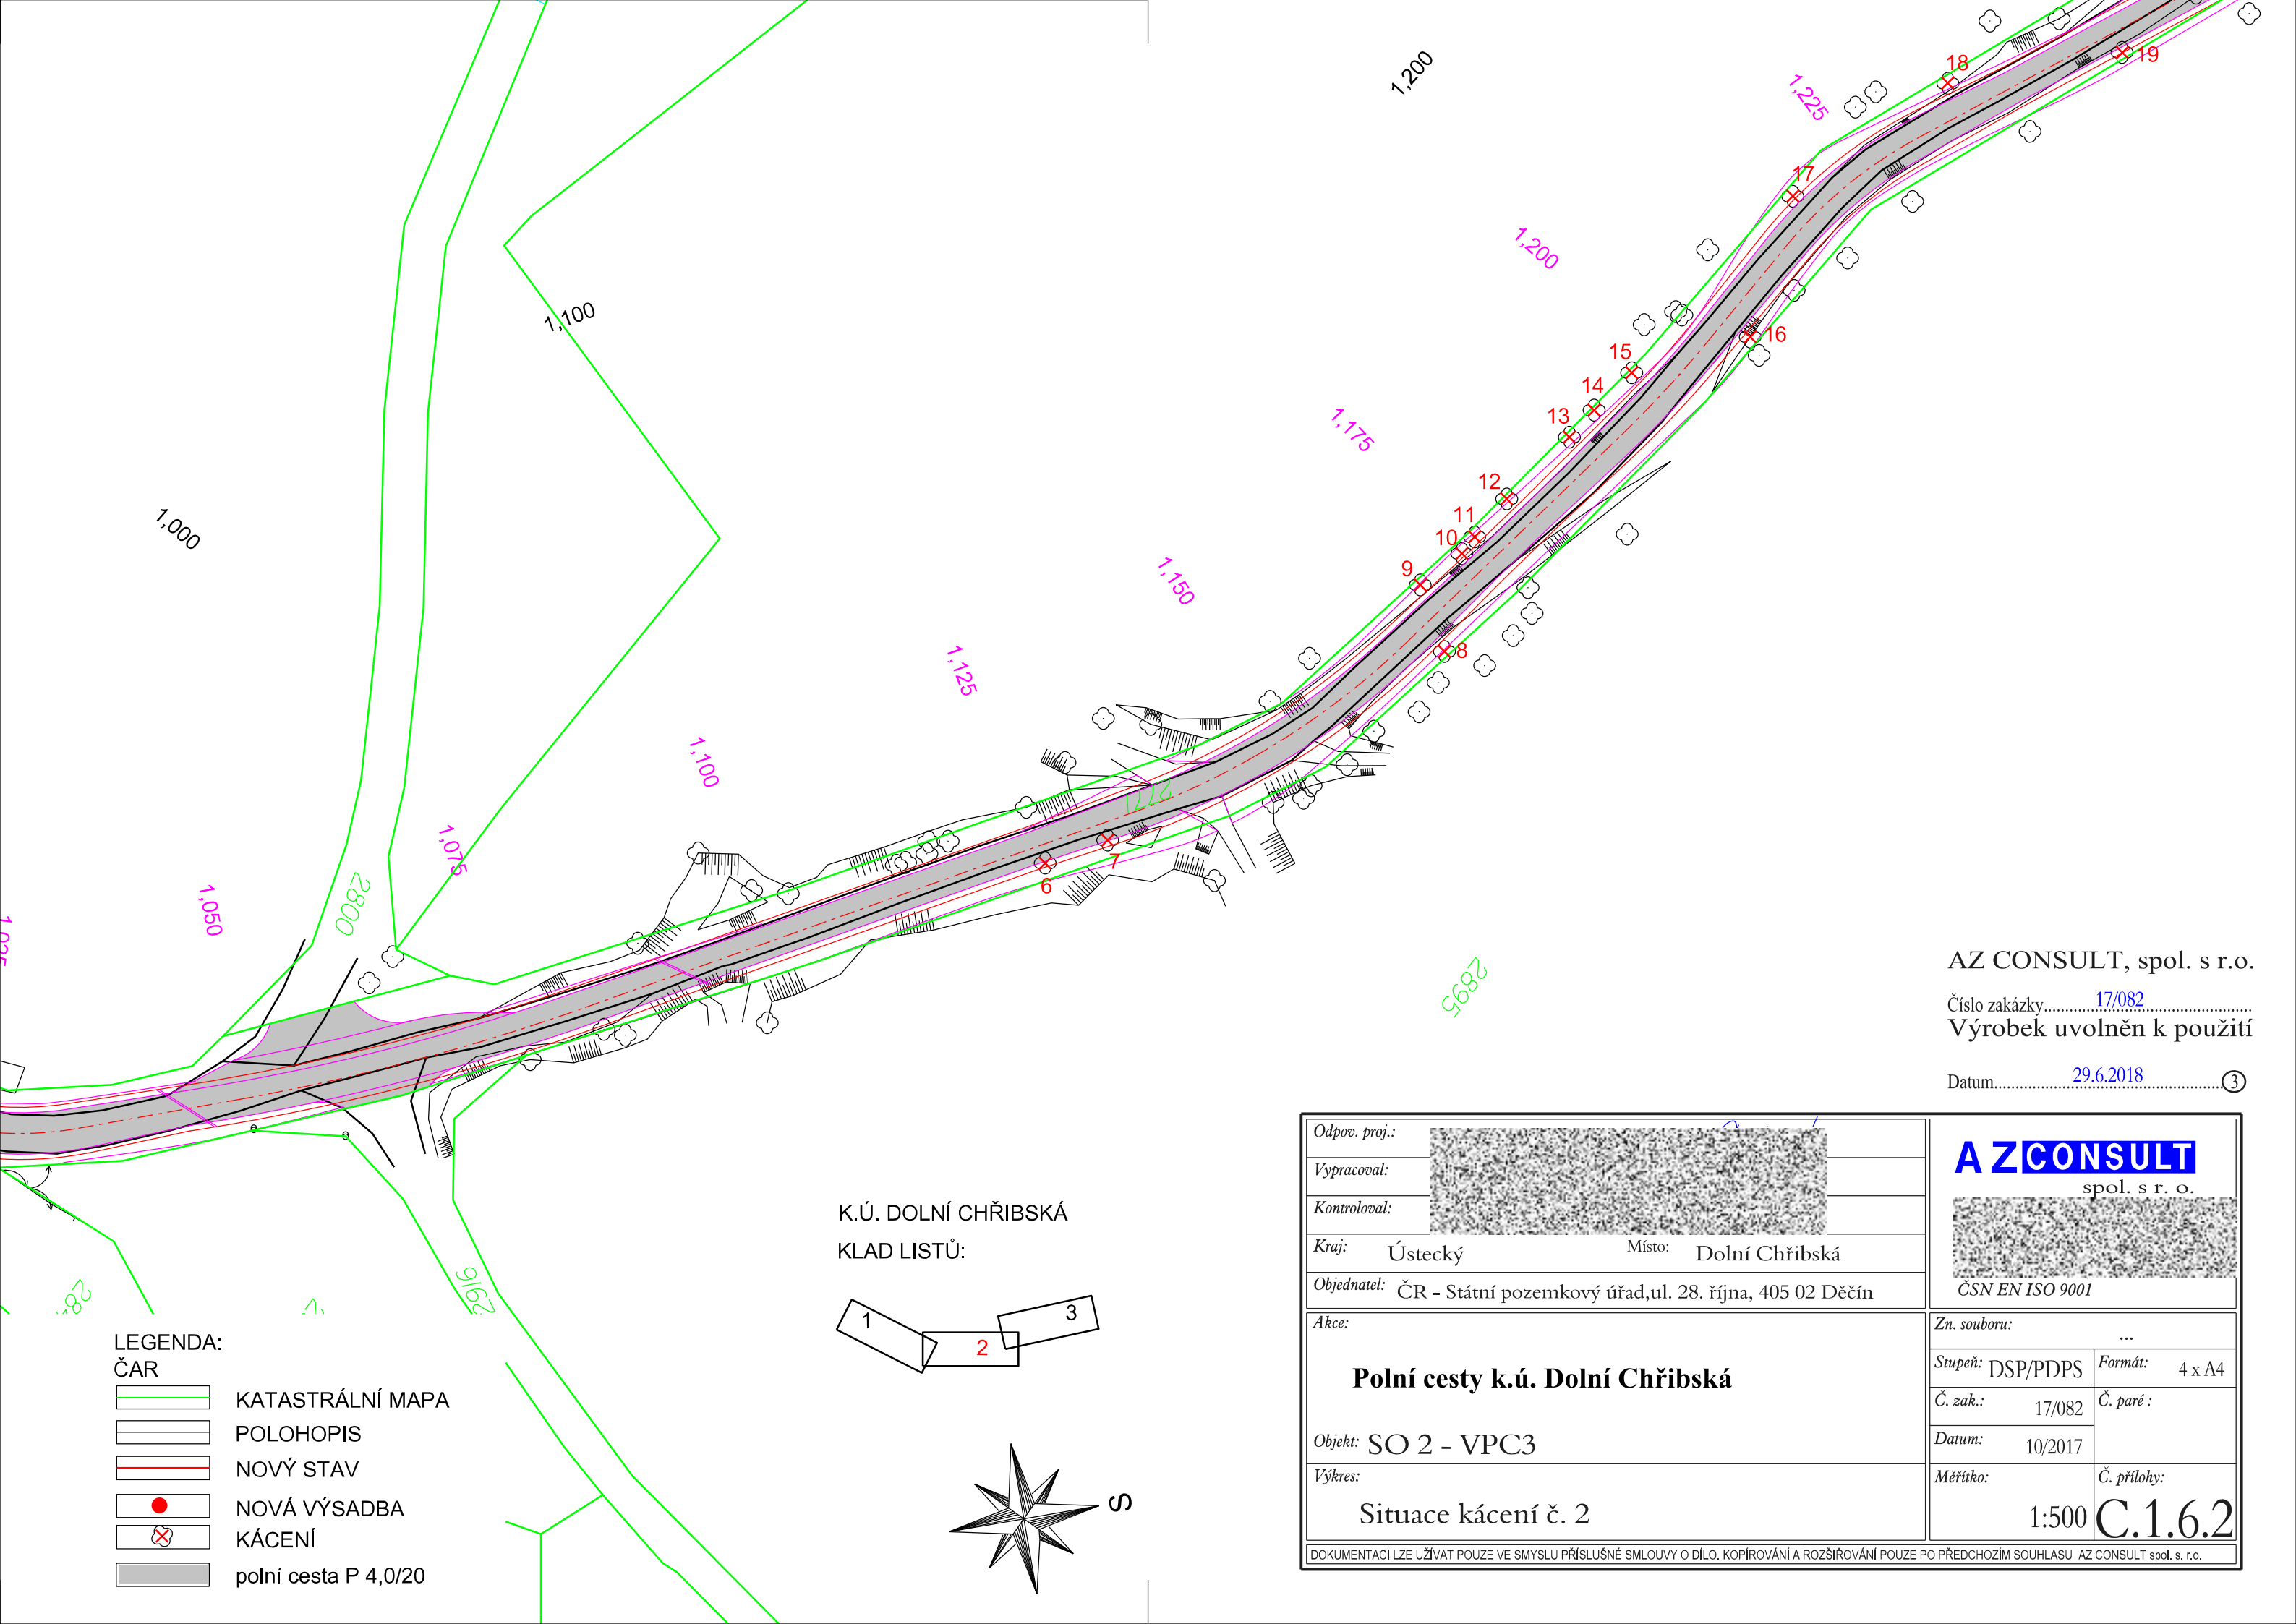 1,200
1,225
18
19
17
1,200
16
1,100
15
14
13
1,175
12
11
10
9
1,000
1,150
8
1,125
2771
1,100
7
6
1,075
1,050
2800
2895
2916
AZ CONSULT, spol. s r.o.
Číslo zakázky 17/082
Výrobek uvolněn k použití
Datum 29.6.2018 3
K.Ú. DOLNÍ CHŘIBSKÁ
KLAD LISTŮ:
1
2
3
S
LEGENDA:
ČAR
KATASTRÁLNÍ MAPA
POLOHOPIS
NOVÝ STAV
NOVÁ VÝSADBA
KÁCENÍ
polní cesta P 4,0/20
Odpov. proj.:
Vypracoval:
Kontroloval:
Kraj: Ústecký Místo: Dolní Chřibská
Objednatel: ČR - Státní pozemkový úřad,ul. 28. října, 405 02 Děčín
AZ CONSULT
spol. s r. o.
ČSN EN ISO 9001
Akce:
Polní cesty k.ú. Dolní Chřibská
Objekt: SO 2 - VPC3
Výkres:
Situace kácení č. 2
Zn. souboru: ...
Stupeň: DSP/PDPS Formát: 4 x A4
Č. zak.: 17/082 Č. paré :
Datum: 10/2017
Měřítko: 1:500
Č. přílohy: C.1.6.2
DOKUMENTACI LZE UŽÍVAT POUZE VE SMYSLU PŘÍSLUŠNÉ SMLOUVY O DÍLO. KOPÍROVÁNÍ A ROZŠIŘOVÁNÍ POUZE PO PŘEDCHOZÍM SOUHLASU AZ CONSULT spol. s. r.o.